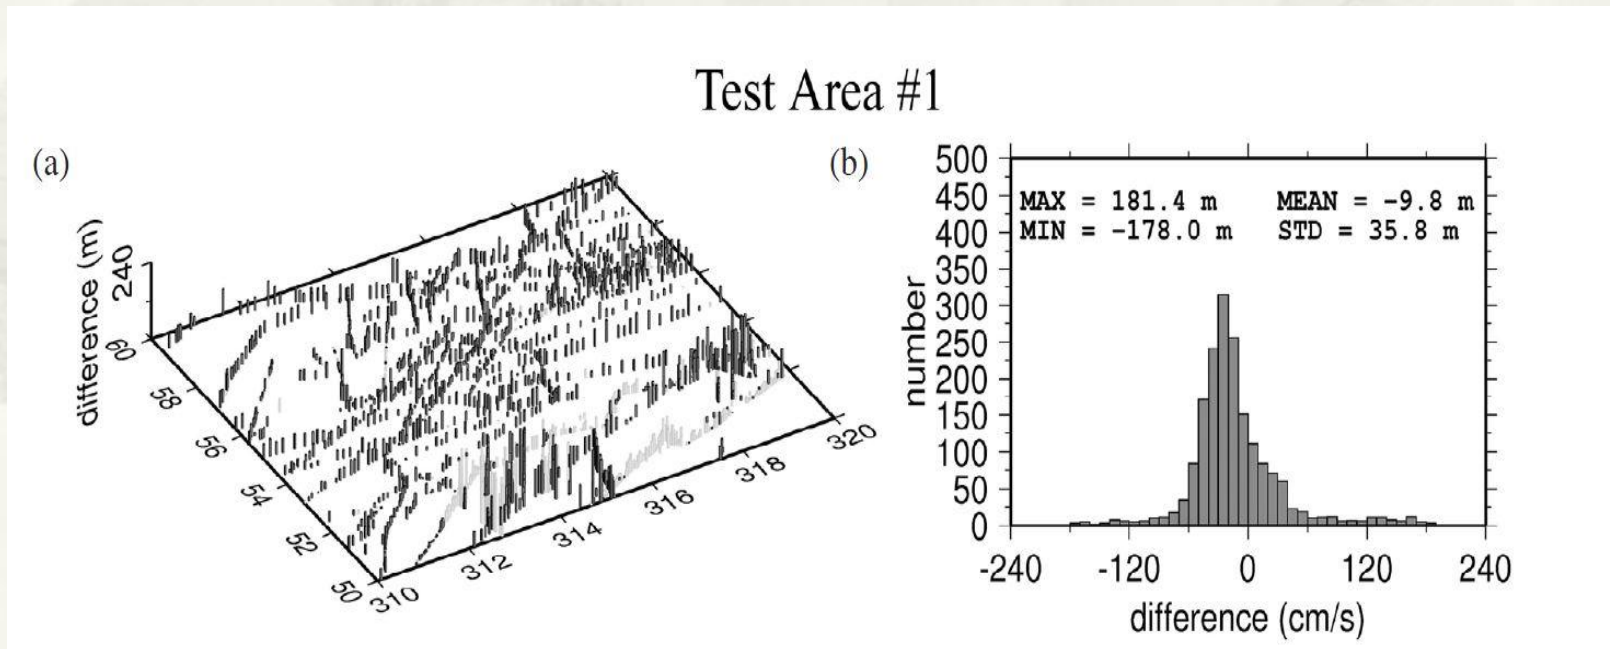 Test Area #1
(a)
difference (m)
240
60
58
56
54
52
50
310
312
314
316
318
320
(b)
number
500
450
400
350
300
250
200
150
100
50
0
MAX = 181.4 m MEAN = -9.8 m
MIN = -178.0 m STD = 35.8 m
-240 -120 0 120 240
difference (cm/s)